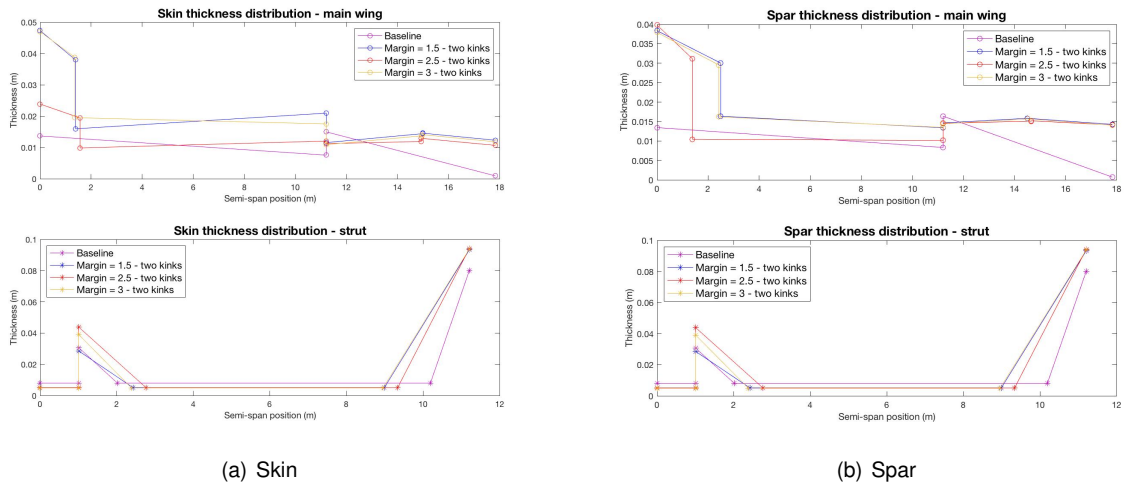 Skin thickness distribution - main wing
0.05
0.04
0.03
0.02
0.01
0
Thickness (m)
Baseline
Margin = 1.5 - two kinks
Margin = 2.5 - two kinks
Margin = 3 - two kinks
0 2 4 6 8 10 12 14 16 18
Semi-span position (m)
Skin thickness distribution - strut
0.1
0.08
0.06
0.04
0.02
0
Thickness (m)
Baseline
Margin = 1.5 - two kinks
Margin = 2.5 - two kinks
Margin = 3 - two kinks
0 2 4 6 8 10 12
Semi-span position (m)
(a) Skin
Spar thickness distribution - main wing
0.04
0.035
0.03
0.025
0.02
0.015
0.01
0.005
0
Thickness (m)
Baseline
Margin = 1.5 - two kinks
Margin = 2.5 - two kinks
Margin = 3 - two kinks
0 2 4 6 8 10 12 14 16 18
Semi-span position (m)
Spar thickness distribution - strut
0.1
0.08
0.06
0.04
0.02
0
Thickness (m)
Baseline
Margin = 1.5 - two kinks
Margin = 2.5 - two kinks
Margin = 3 - two kinks
0 2 4 6 8 10 12
Semi-span position (m)
(b) Spar